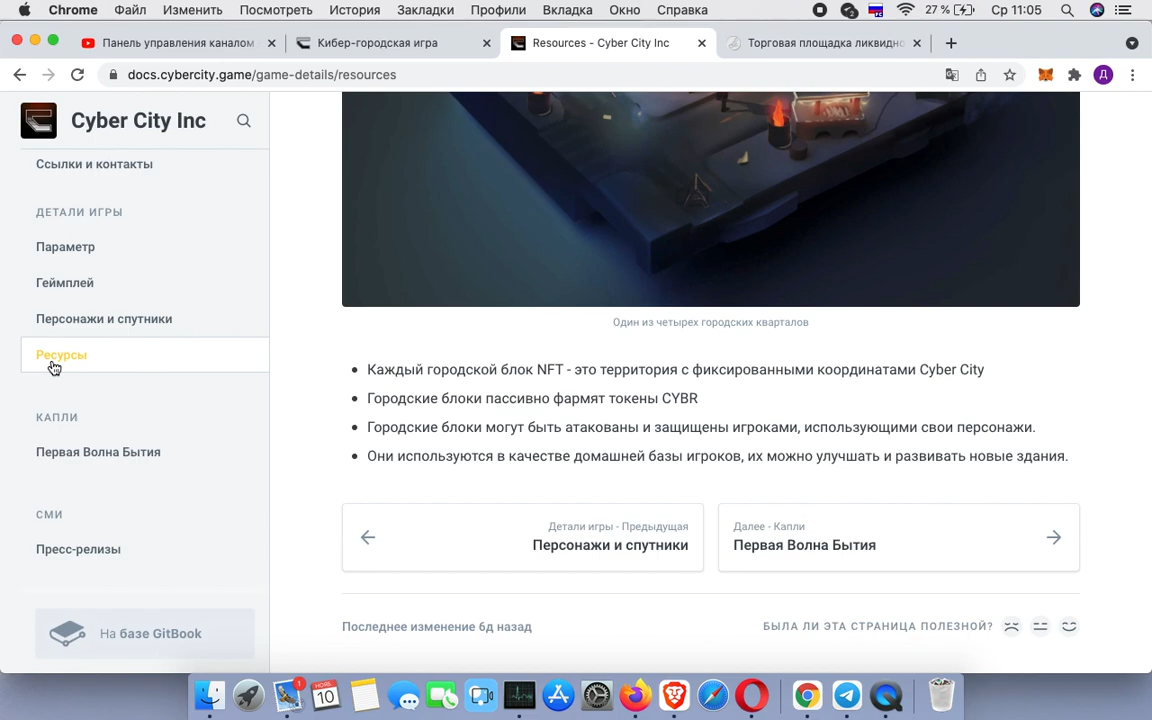 Chrome Файл Изменить Посмотреть История Закладки Профили Вкладка Окно Справка 27 % Ср 11:05
Панель управления каналом Кибер-городская игра Resources - Cyber City Inc Торговая площадка ликвидно
docs.cybercity.game/game-details/resources Д
Cyber City Inc
Ссылки и контакты
ДЕТАЛИ ИГРЫ
Параметр
Геймплей
Персонажи и спутники
Ресурсы
КАПЛИ
Первая Волна Бытия
СМИ
Пресс-релизы
На базе GitBook
Один из четырех городских кварталов
Каждый городской блок NFT - это территория с фиксированными координатами Cyber City
Городские блоки пассивно фармят токены CYBR
Городские блоки могут быть атакованы и защищены игроками, использующими свои персонажи.
Они используются в качестве домашней базы игроков, их можно улучшать и развивать новые здания.
Детали игры - Предыдущая
Персонажи и спутники
Далее - Капли
Первая Волна Бытия
Последнее изменение 6д назад
БЫЛА ЛИ ЭТА СТРАНИЦА ПОЛЕЗНОЙ?
1
НОЯБ.
10